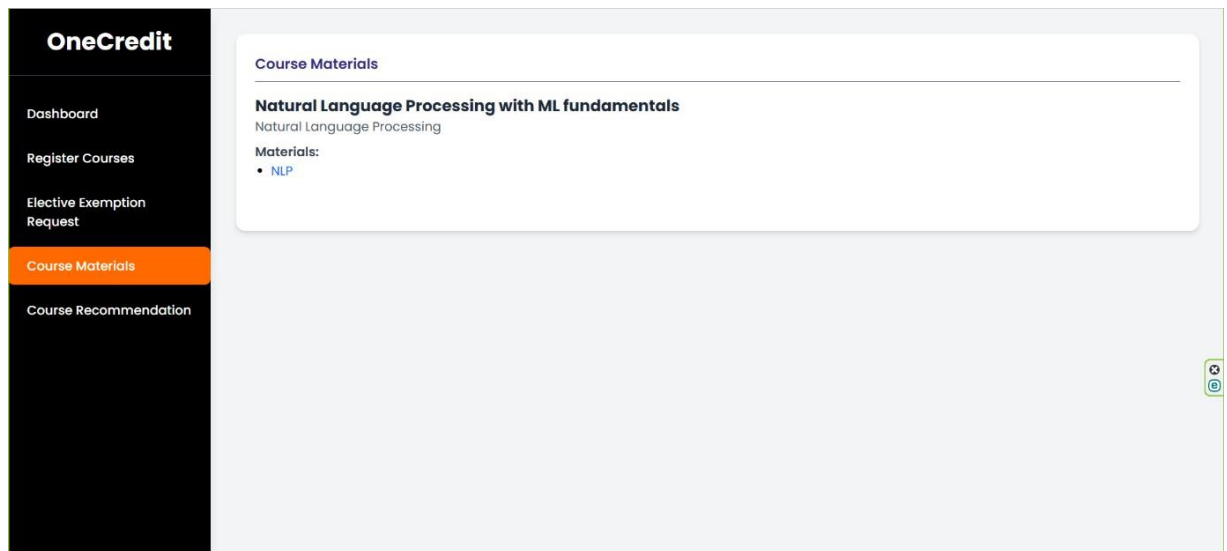 OneCredit
Dashboard
Register Courses
Elective Exemption
Request
Course Materials
Course Recommendation
Course Materials
Natural Language Processing with ML fundamentals
Natural Language Processing
Materials:
• NLP
e